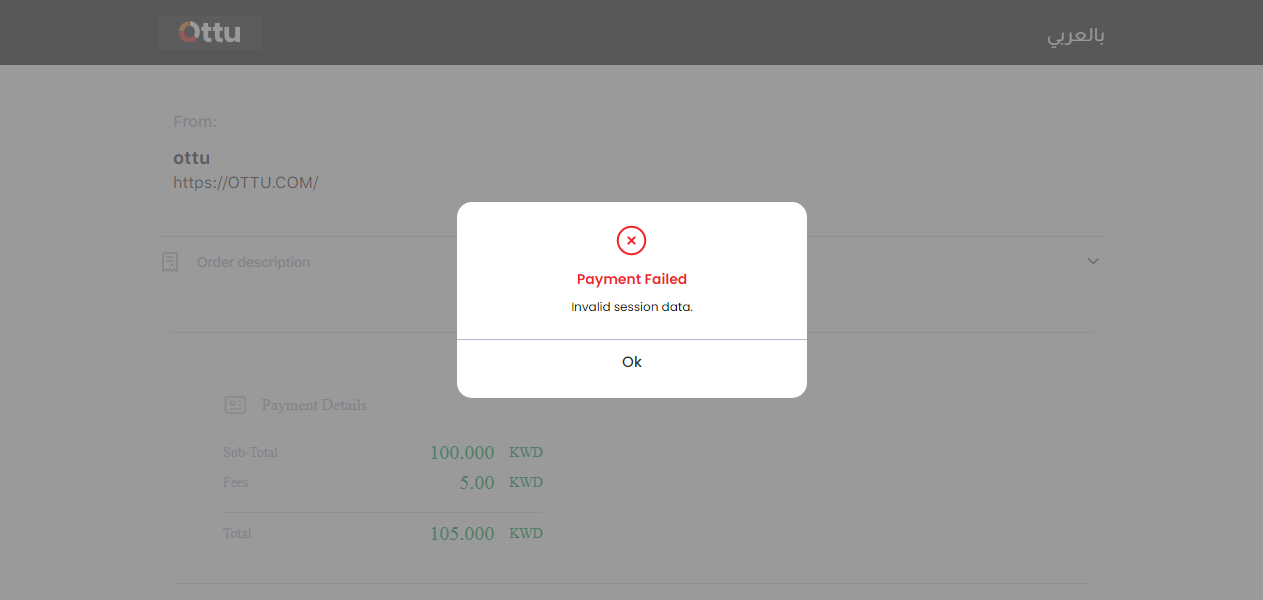 Ottu
بالعربي
From:
ottu
https://OTTU.COM/
Order description
Payment Failed
Invalid session data.
Ok
Payment Details
Sub-Total 100.000 KWD
Fees 5.00 KWD
Total 105.000 KWD